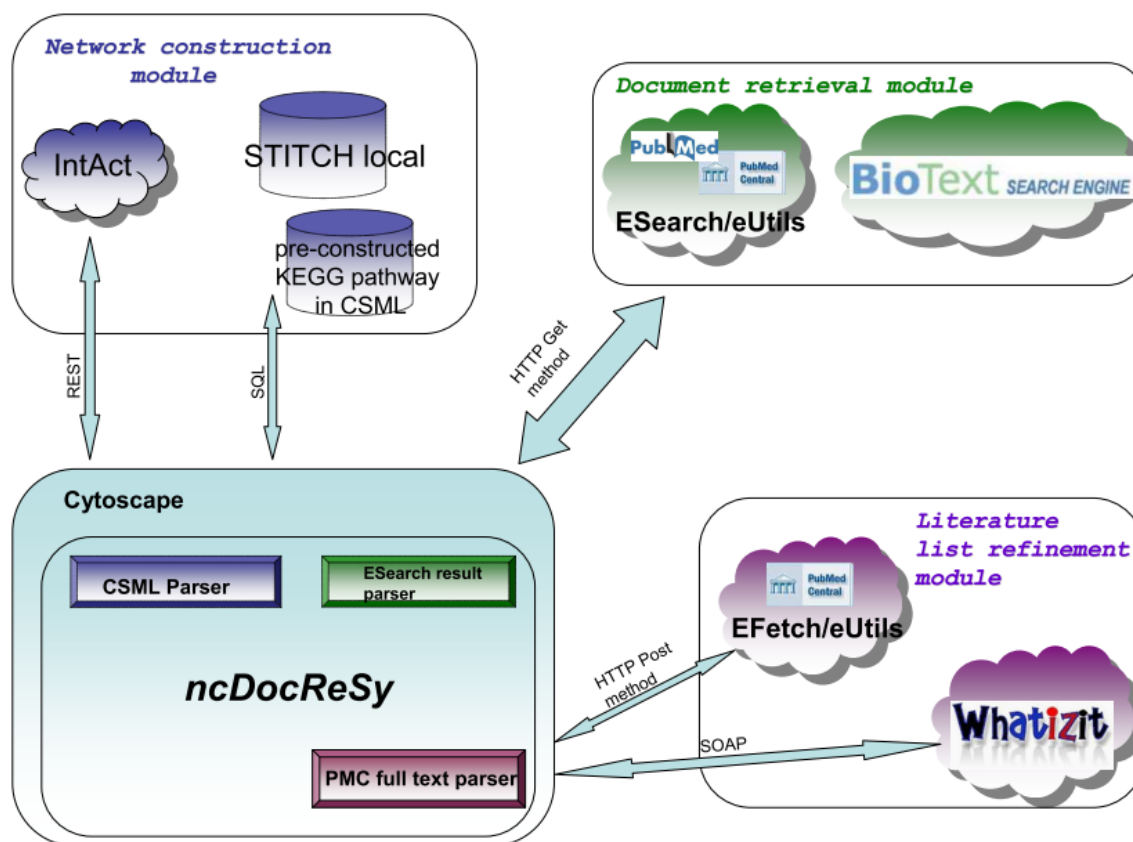 Network construction
module
IntAct
STITCH local
pre-constructed
KEGG pathway
in CSML
Document retrieval module
PubMed
PubMed
Central
ESearch/eUtils
BioText SEARCH ENGINE
REST
SQL
HTTP Get
method
Cytoscape
CSML Parser
ESearch result
parser
ncDocReSy
PMC full text parser
HTTP Post
method
SOAP
Literature
list refinement
module
PubMed
Central
EFetch/eUtils
Whatizit